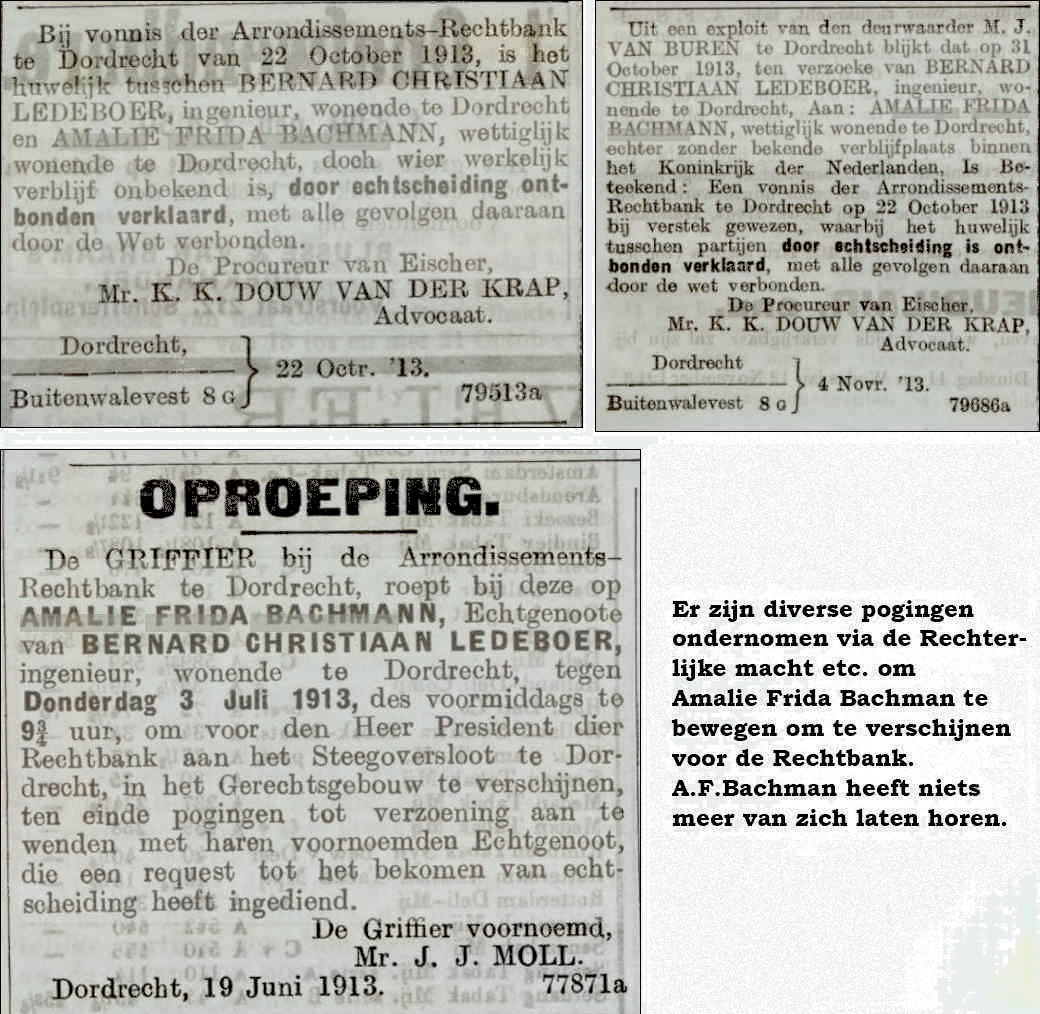 Bij vonnis der Arrondissements-Rechtbank
te Dordrecht van 22 October 1913, is het
huwelijk tusschen BERNARD CHRISTIAAN
LEDEBOER, ingenieur, wonende te Dordrecht
en AMALIE FRIDA BACHMANN, wettiglijk
wonende te Dordrecht, doch wier werkelijk
verblijf onbekend is, door echtscheiding ont-
bonden verklaard, met alle gevolgen daaraan
door de Wet verbonden.
De Procureur van Eischer,
Mr. K. K. DOUW VAN DER KRAP,
Advocaat.
Dordrecht,
Buitenwalevest 8 G
22 Octr. '13.
79513a
Uit een exploit van den deurwaarder M. J.
VAN BUREN te Dordrecht blijkt dat op 31
October 1913, ten verzoeke van BERNARD
CHRISTIAAN LEDEBOER, ingenieur, wo-
nende te Dordrecht, Aan: AMALIE FRIDA
BACHMANN, wettiglijk wonende te Dordrecht,
echter zonder bekende verblijfplaats binnen
het Koninkrijk der Nederlanden, Is Be-
teekend: Een vonnis der Arrondissements-
Rechtbank te Dordrecht op 22 October 1913
bij verstek gewezen, waarbij het huwelijk
tusschen partijen door echtscheiding is ont-
bonden verklaard, met alle gevolgen daaraan
door de wet verbonden.
De Procureur van Eischer,
Mr. K. K. DOUW VAN DER KRAP,
Advocaat.
Dordrecht
Buitenwalevest 8 G
4 Novr. '13.
79686a
OPROEPING.
De GRIFFIER bij de Arrondissements-
Rechtbank te Dordrecht, roept bij deze op
AMALIE FRIDA BACHMANN, Echtgenoote
van BERNARD CHRISTIAAN LEDEBOER,
ingenieur, wonende te Dordrecht, tegen
Donderdag 3 Juli 1913, des voormiddags te
9¾ uur, om voor den Heer President dier
Rechtbank aan het Steegoversloot te Dor-
drecht, in het Gerechtsgebouw te verschijnen,
ten einde pogingen tot verzoening aan te
wenden met haren voornoemden Echtgenoot,
die een request tot het bekomen van echt-
scheiding heeft ingediend.
De Griffier voornoemd,
Mr. J. J. MOLL.
Dordrecht, 19 Juni 1913.
77871a
Er zijn diverse pogingen
ondernomen via de Rechter-
lijke macht etc. om
Amalie Frida Bachman te
bewegen om te verschijnen
voor de Rechtbank.
A.F.Bachman heeft niets
meer van zich laten horen.